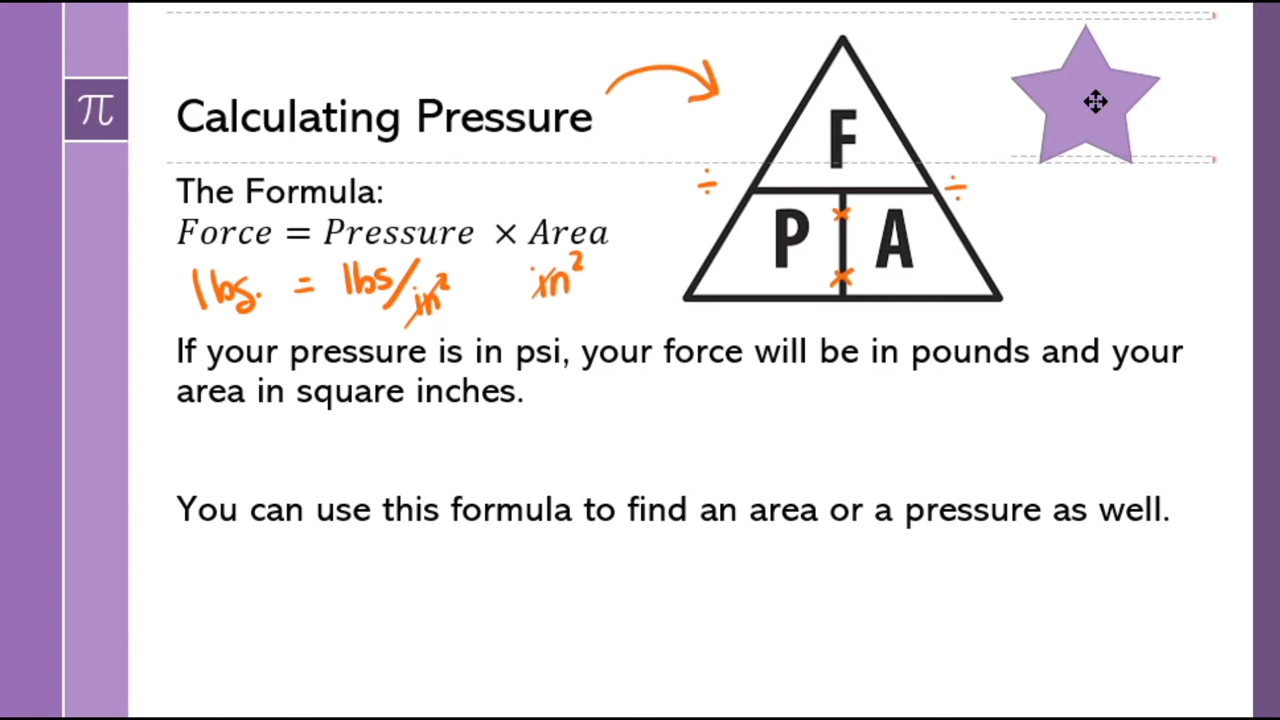 π
Calculating Pressure
F
÷ ÷
P × A
×
The Formula:
Force = Pressure × Area
lbs. = lbs/in² in²
If your pressure is in psi, your force will be in pounds and your
area in square inches.
You can use this formula to find an area or a pressure as well.